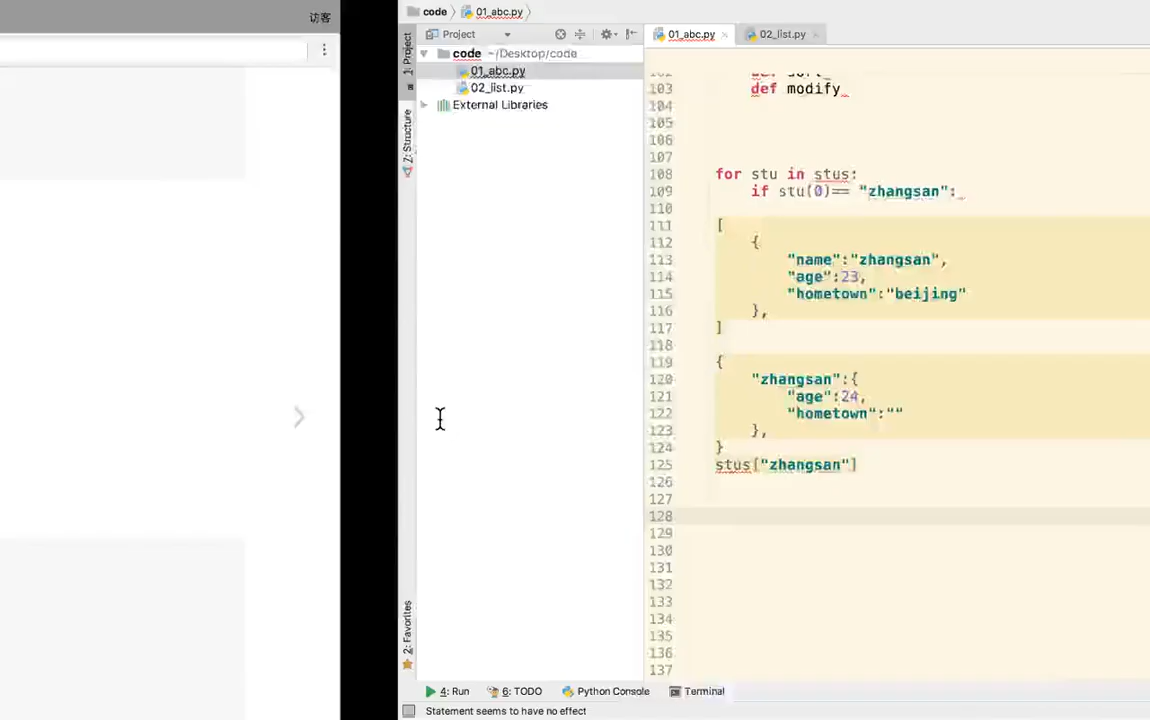 访客
code 01_abc.py
1: Project
Project
01_abc.py × 02_list.py ×
code ~/Desktop/code
01_abc.py
02_list.py
External Libraries
7: Structure
2: Favorites
103 def modify
104
105
106
107
108 for stu in stus:
109 if stu(0)== "zhangsan":
110
111 [
112 {
113 "name":"zhangsan",
114 "age":23,
115 "hometown":"beijing"
116 },
117 ]
118
119 {
120 "zhangsan":{
121 "age":24,
122 "hometown":""
123 },
124 }
125 stus["zhangsan"]
126
127
128
129
130
131
132
133
134
135
136
137
4: Run 6: TODO Python Console Terminal
Statement seems to have no effect